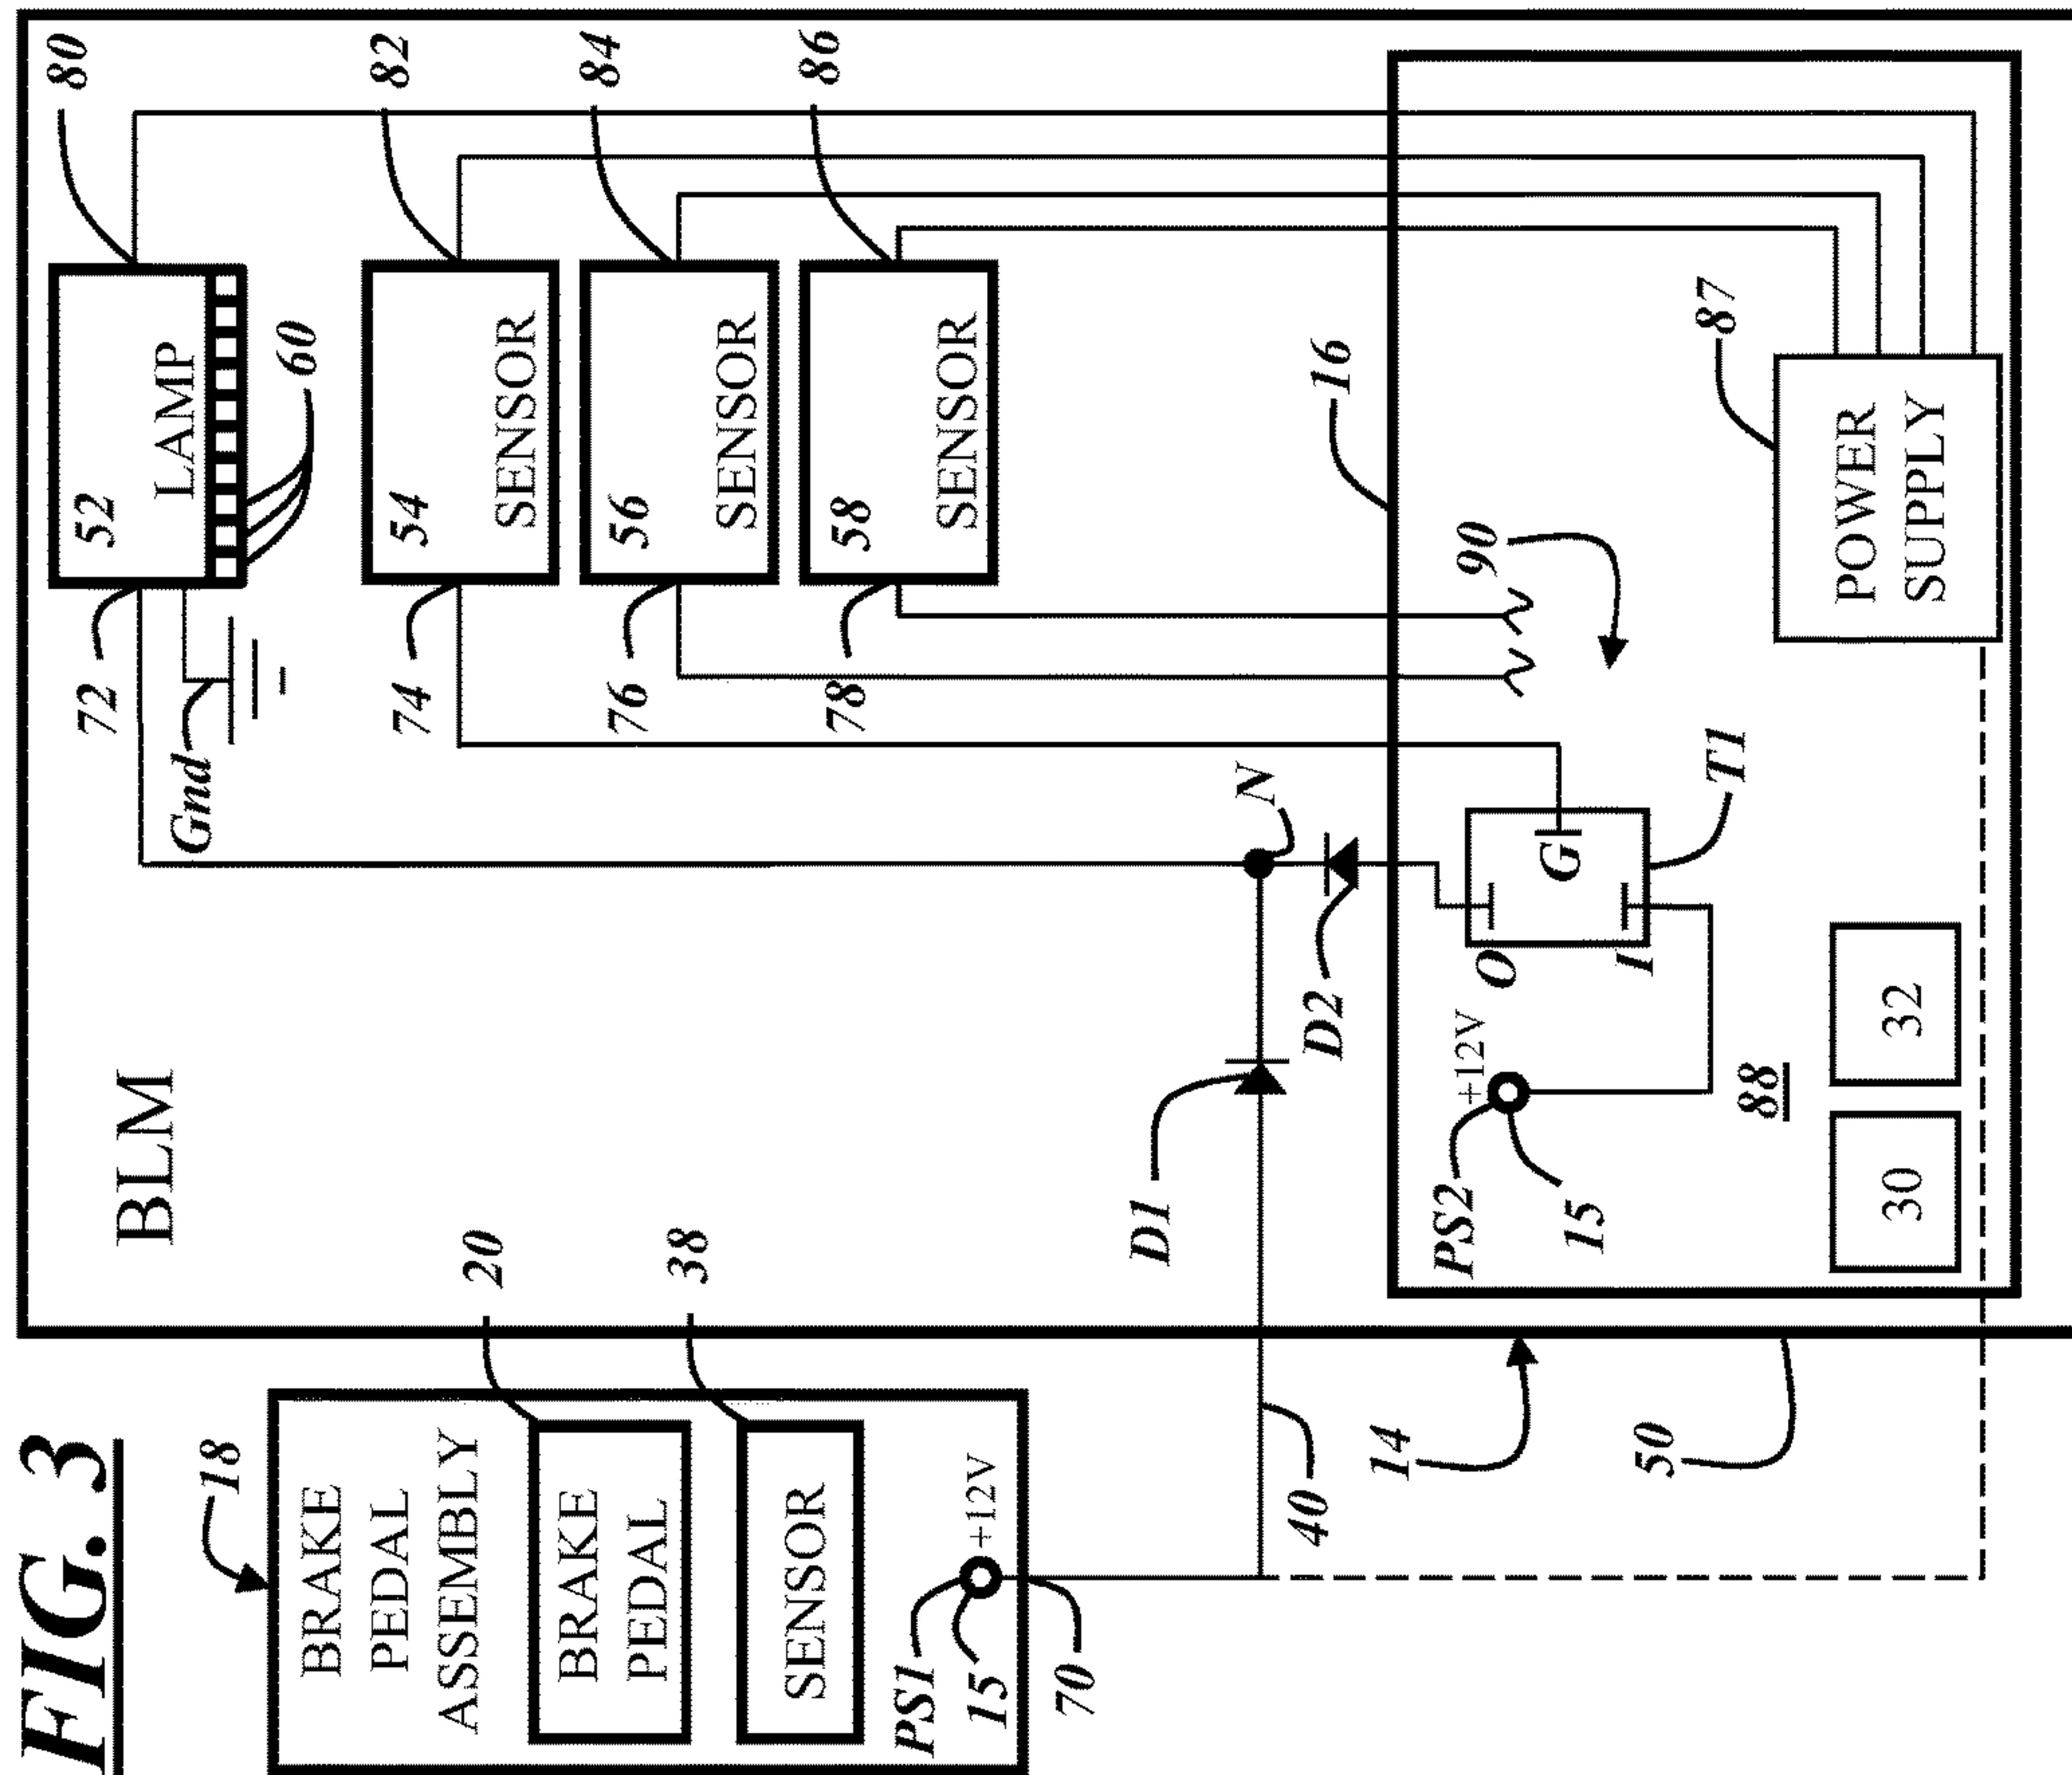 FIG. 3
18
BRAKE
PEDAL
ASSEMBLY
20
BRAKE
PEDAL
38
SENSOR
PS1
15
+12V
70
40
14
50
BLM
80
52
LAMP
60
72
Gnd
82
54
SENSOR
74
84
56
SENSOR
76
86
58
SENSOR
78
N
D1
D2
16
90
87
POWER
SUPPLY
T1
G
O
I
+12V
PS2
15
88
30
32